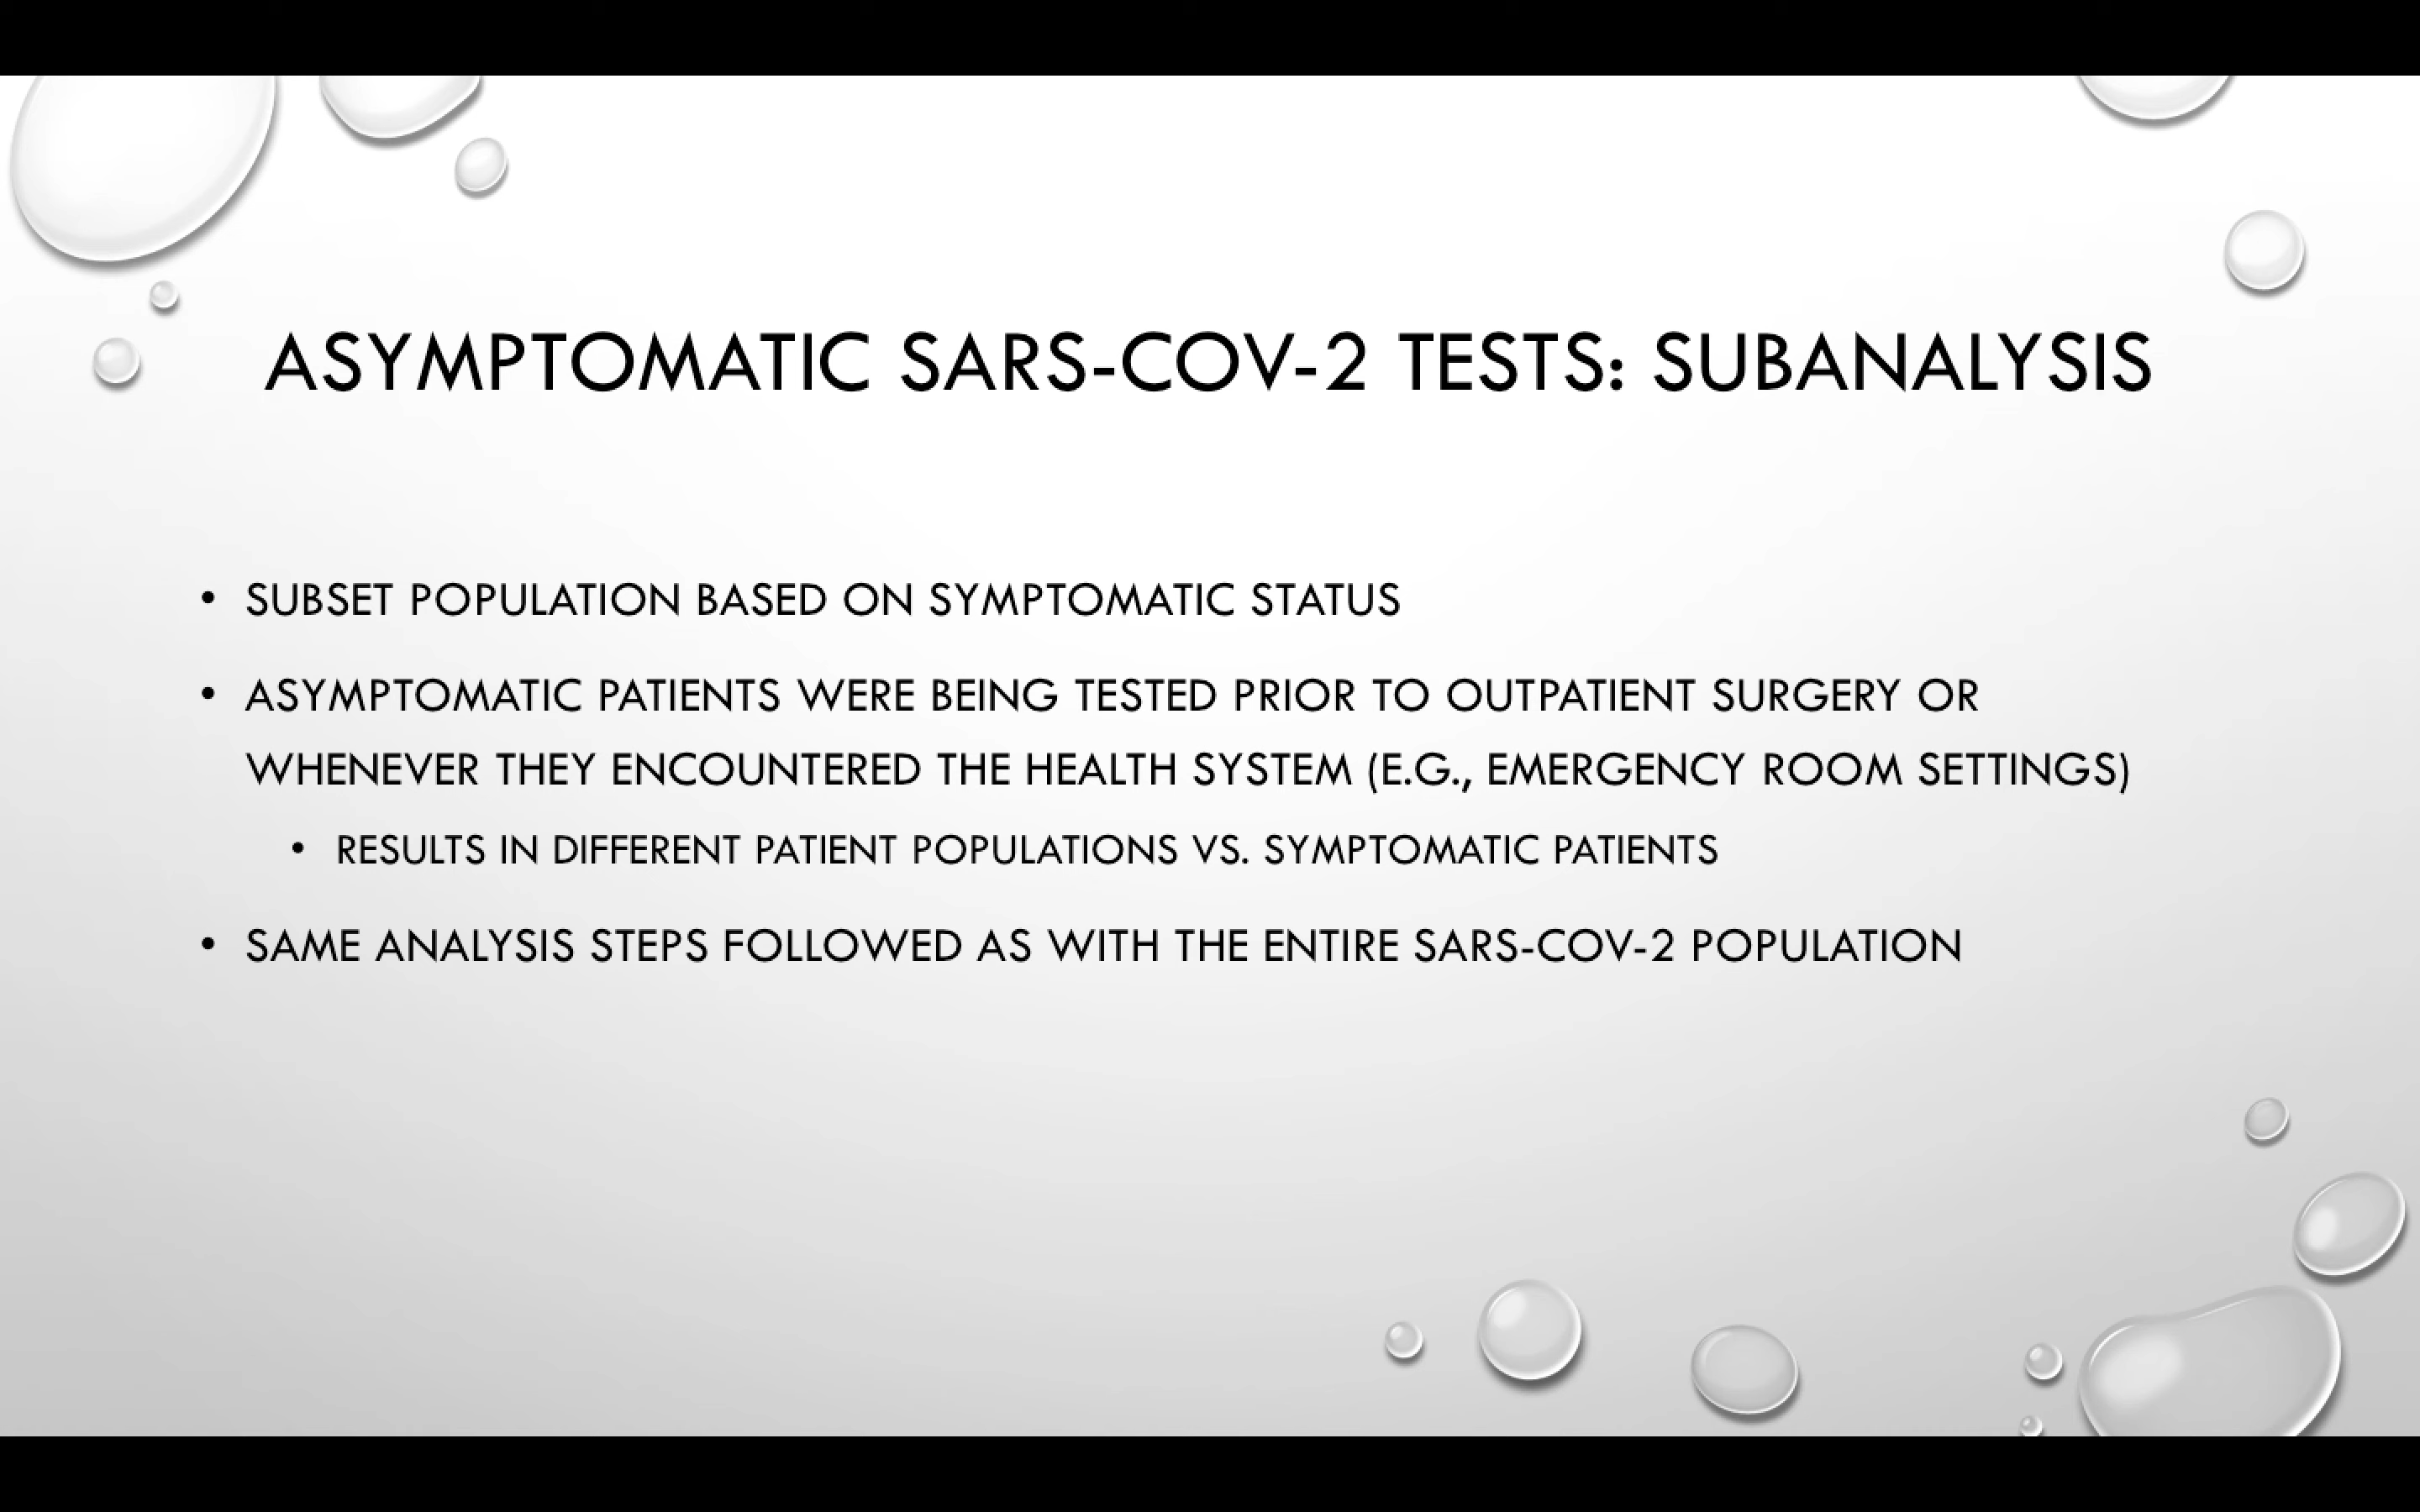 ASYMPTOMATIC SARS-COV-2 TESTS: SUBANALYSIS
• SUBSET POPULATION BASED ON SYMPTOMATIC STATUS
• ASYMPTOMATIC PATIENTS WERE BEING TESTED PRIOR TO OUTPATIENT SURGERY OR
WHENEVER THEY ENCOUNTERED THE HEALTH SYSTEM (E.G., EMERGENCY ROOM SETTINGS)
• RESULTS IN DIFFERENT PATIENT POPULATIONS VS. SYMPTOMATIC PATIENTS
• SAME ANALYSIS STEPS FOLLOWED AS WITH THE ENTIRE SARS-COV-2 POPULATION